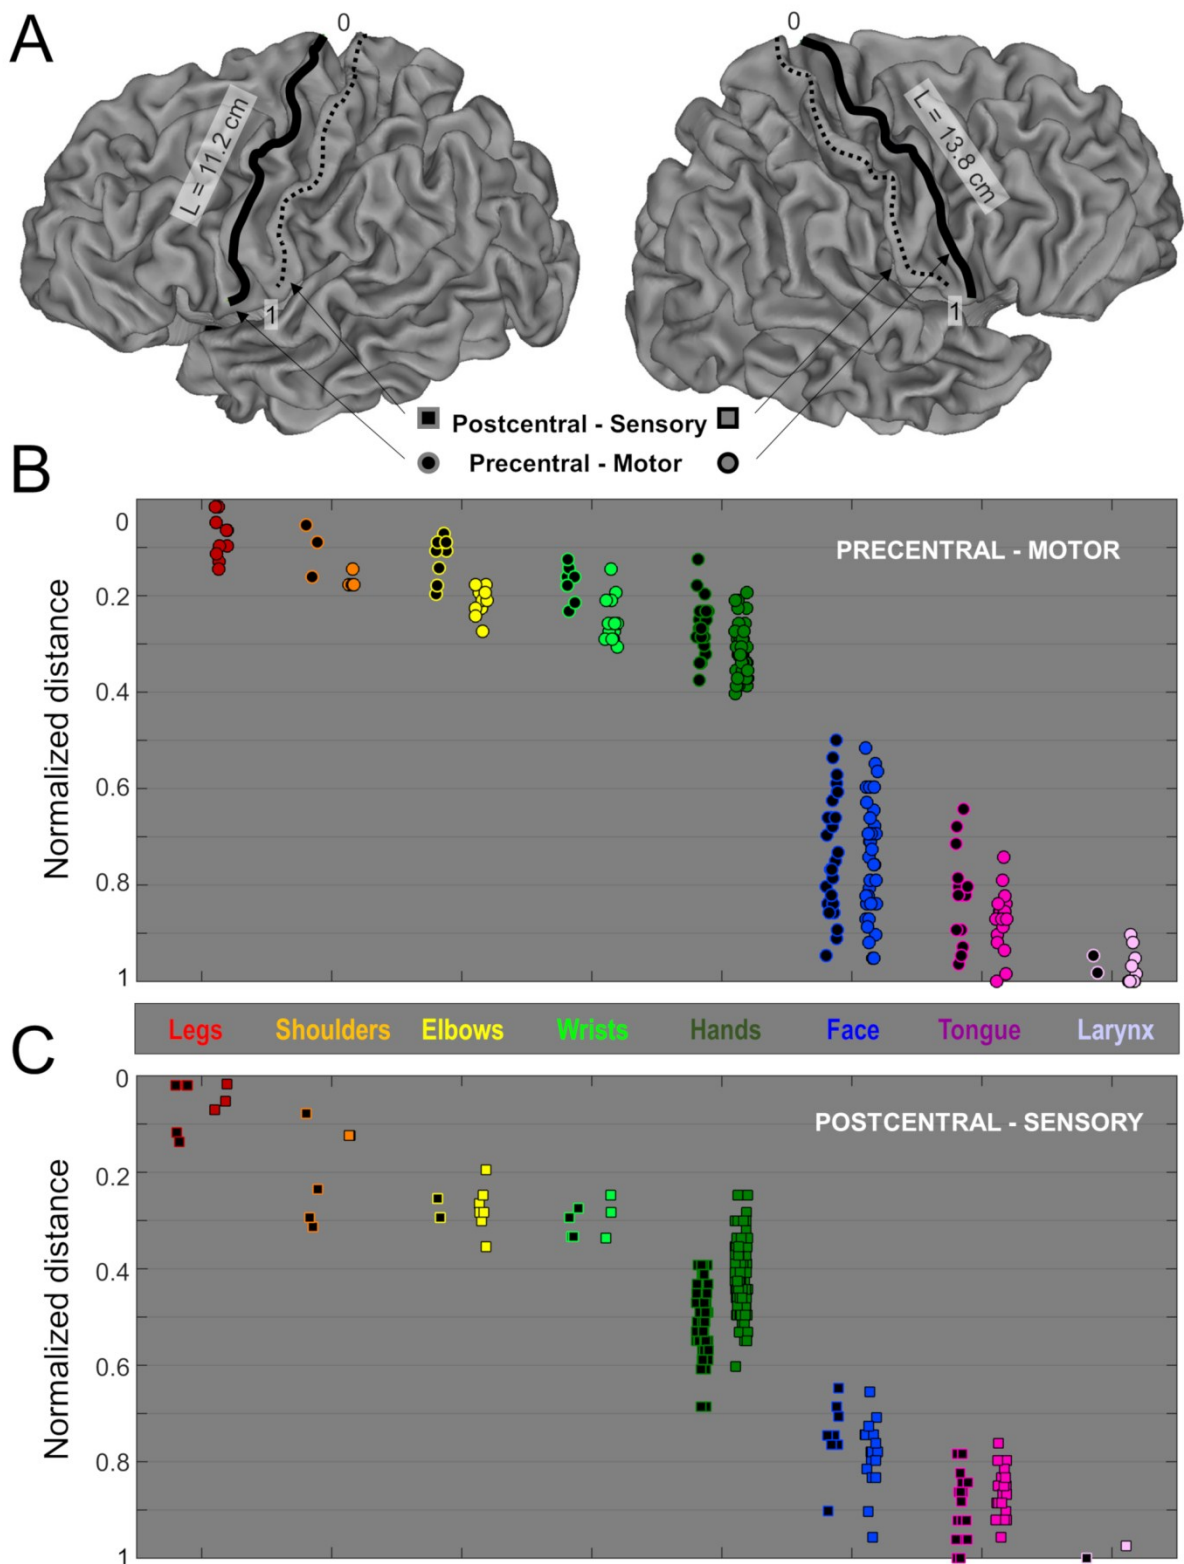 A
0
0
L = 11.2 cm
L = 13.8 cm
1
1
Postcentral - Sensory
Precentral - Motor
B
PRECENTRAL - MOTOR
Normalized distance
0
0.2
0.4
0.6
0.8
1
Legs Shoulders Elbows Wrists Hands Face Tongue Larynx
C
POSTCENTRAL - SENSORY
Normalized distance
0
0.2
0.4
0.6
0.8
1